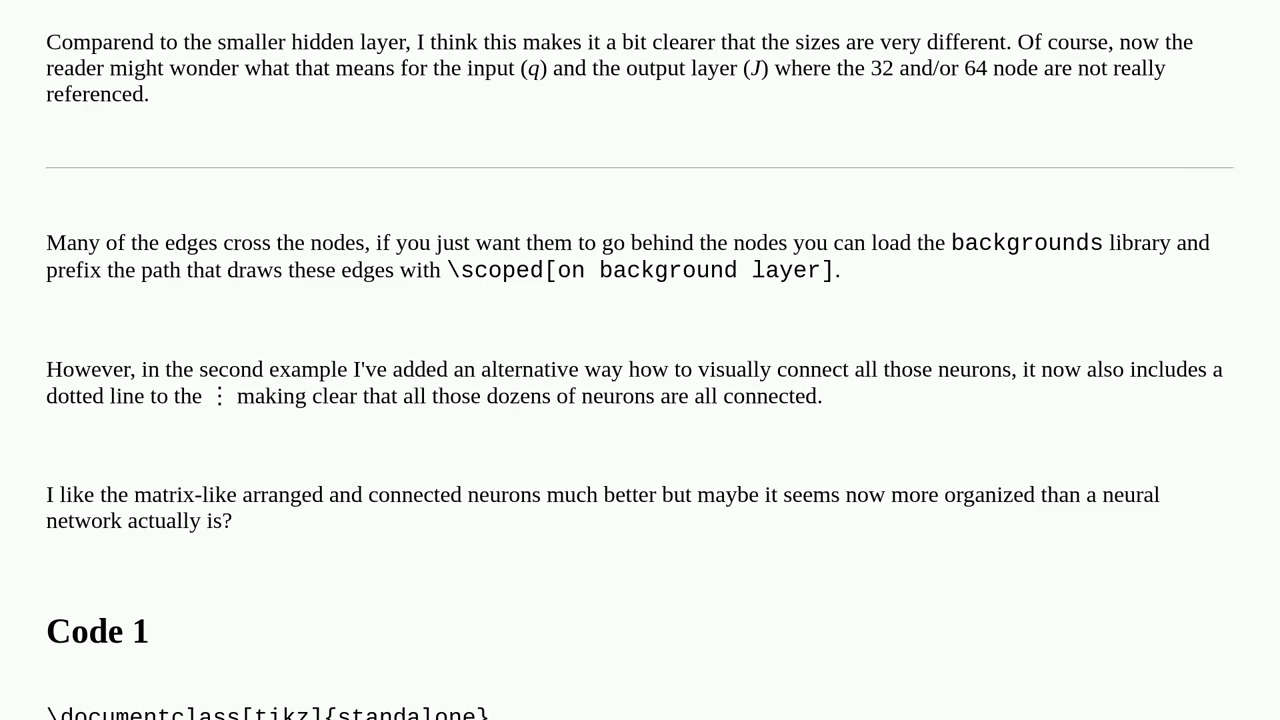 Comparend to the smaller hidden layer, I think this makes it a bit clearer that the sizes are very different. Of course, now the
reader might wonder what that means for the input (q) and the output layer (J) where the 32 and/or 64 node are not really
referenced.
Many of the edges cross the nodes, if you just want them to go behind the nodes you can load the backgrounds library and
prefix the path that draws these edges with \scoped[on background layer].
However, in the second example I've added an alternative way how to visually connect all those neurons, it now also includes a
dotted line to the ⋮ making clear that all those dozens of neurons are all connected.
I like the matrix-like arranged and connected neurons much better but maybe it seems now more organized than a neural
network actually is?
Code 1
\documentclass[tikz]{standalone}